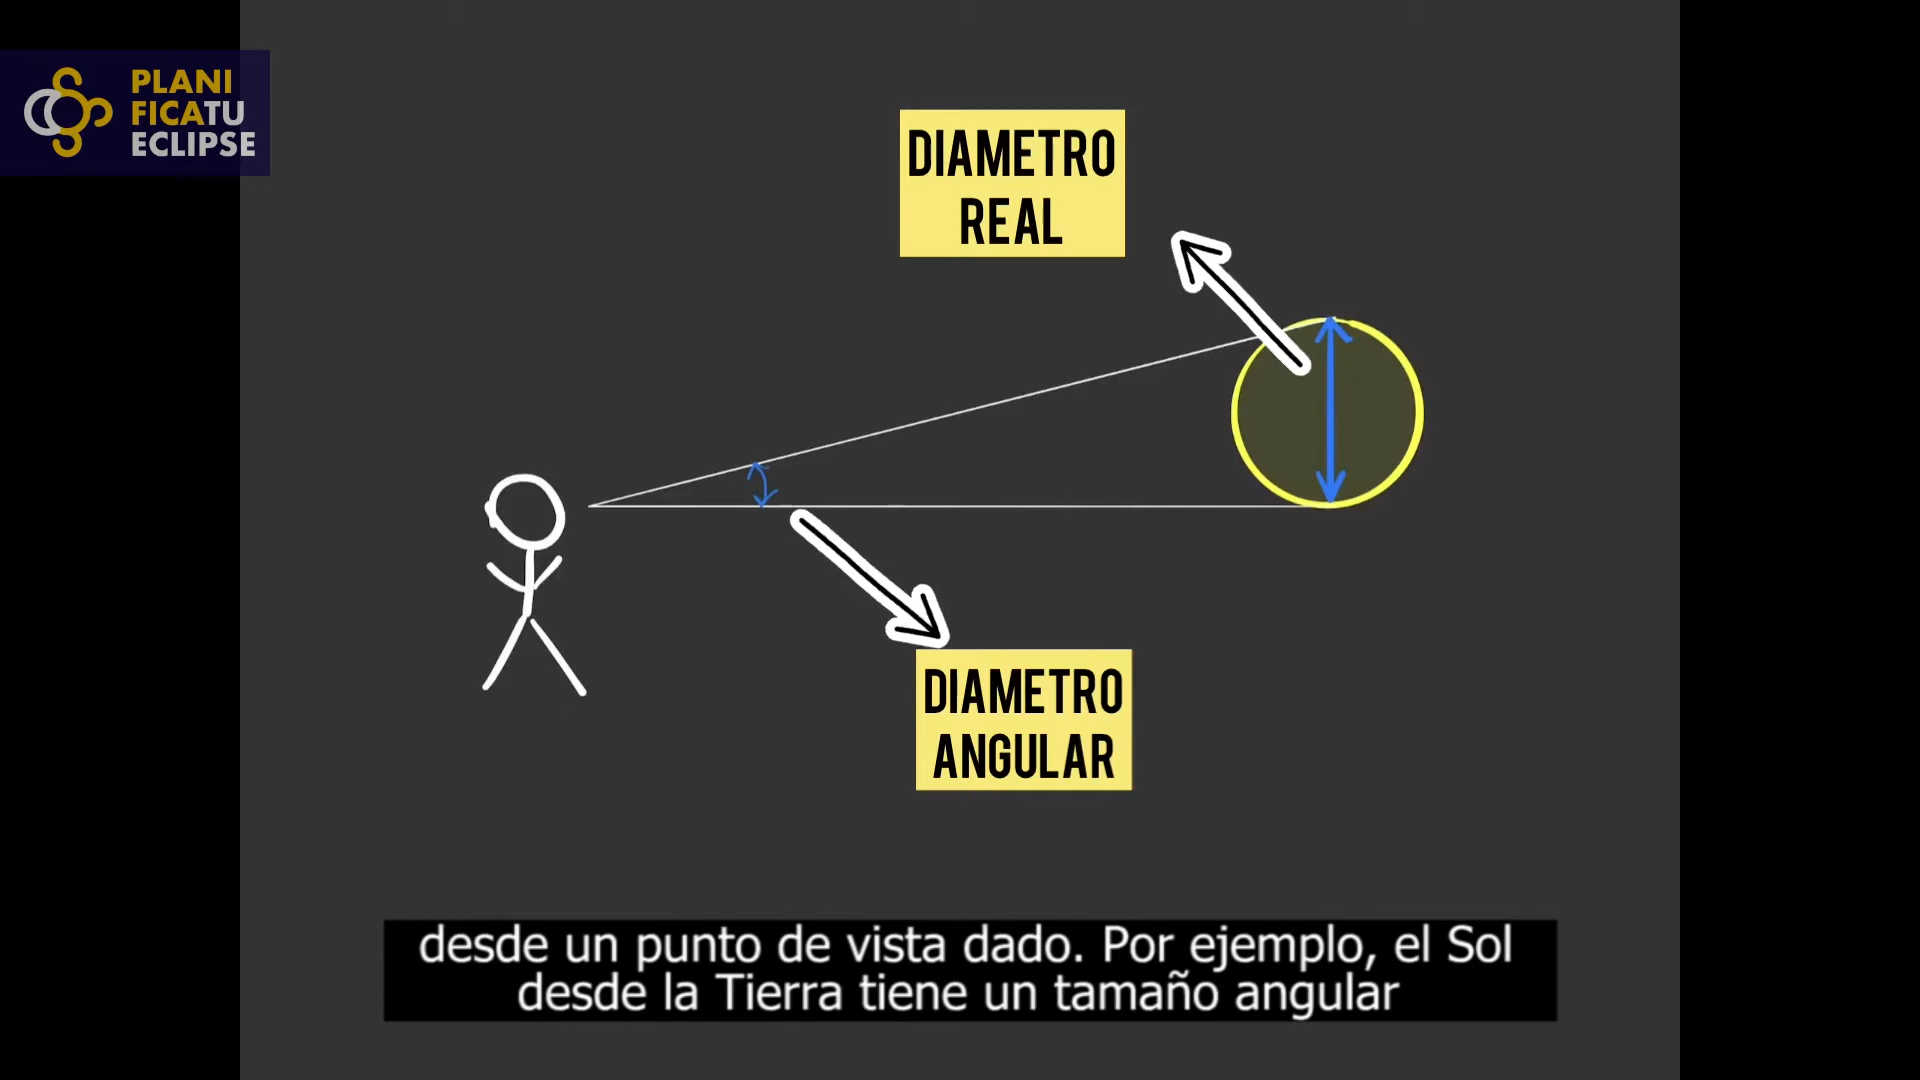 PLANI
FICATU
ECLIPSE
DIAMETRO
REAL
DIAMETRO
ANGULAR
desde un punto de vista dado. Por ejemplo, el Sol
desde la Tierra tiene un tamaño angular